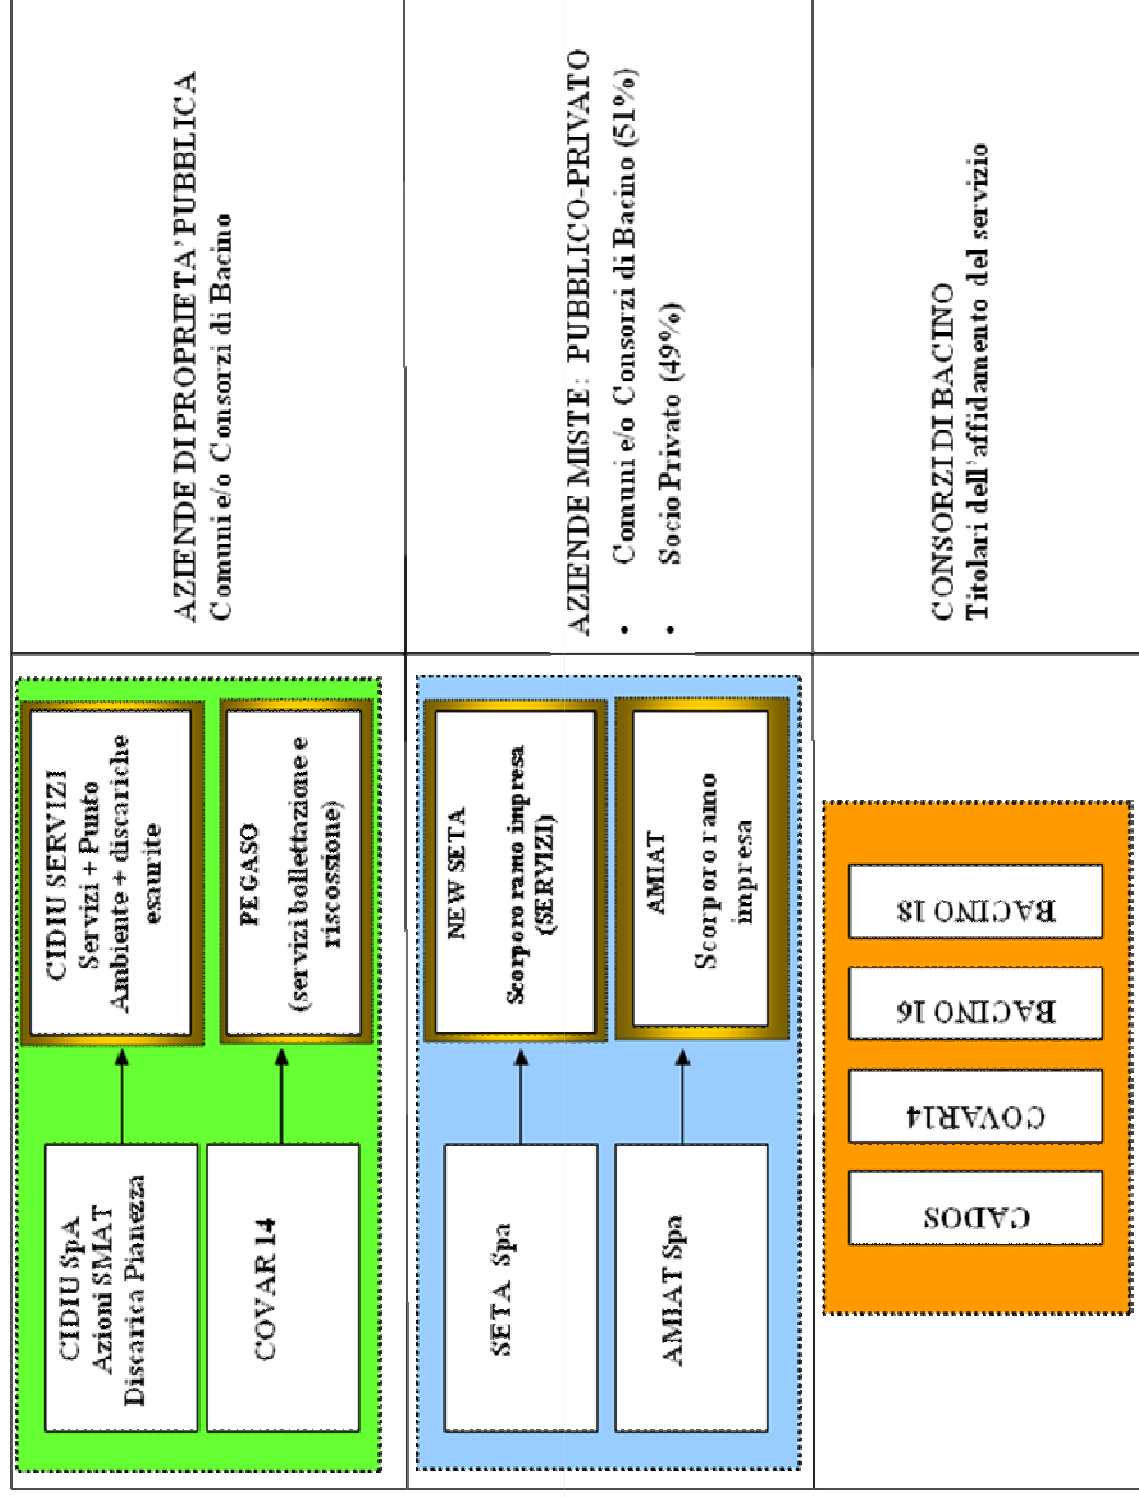 CIDIU SpA
Azioni SMAT
Discarica Pianezza
CIDIU SERVIZI
Servizi + Punto
Ambiente + discariche
esaurite
COVAR 14
PEGASO
(servizi bollettazione e
riscossione)
AZIENDE DI PROPRIETA’ PUBBLICA
Comuni e/o Consorzi di Bacino
SETA Spa
NEW SETA
Scorporo ramo impresa
(SERVIZI)
AMIAT Spa
AMIAT
Scorporo ramo
impresa
AZIENDE MISTE: PUBBLICO-PRIVATO
• Comuni e/o Consorzi di Bacino (51%)
• Socio Privato (49%)
CADOS
COVAR14
BACINO 16
BACINO 18
CONSORZI DI BACINO
Titolari dell’affidamento del servizio